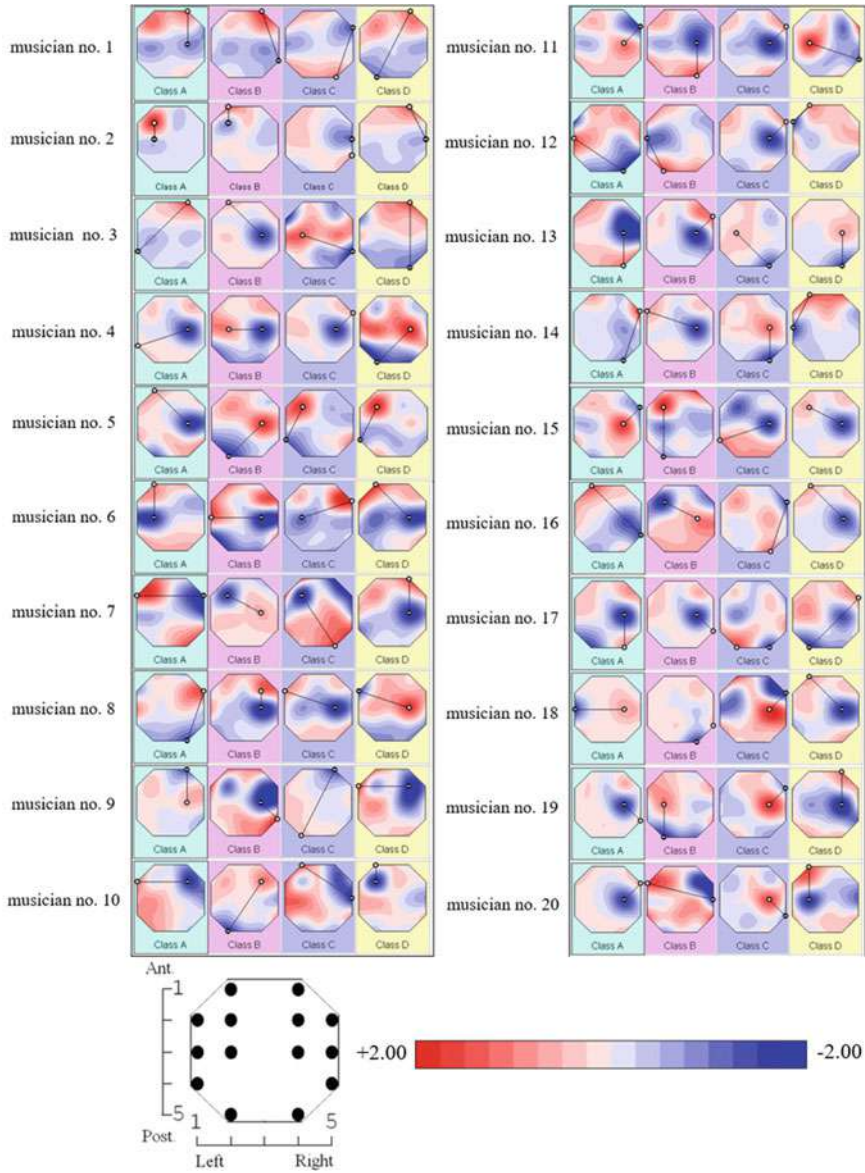 musician no. 1
Class A Class B Class C Class D
musician no. 2
Class A Class B Class C Class D
musician no. 3
Class A Class B Class C Class D
musician no. 4
Class A Class B Class C Class D
musician no. 5
Class A Class B Class C Class D
musician no. 6
Class A Class B Class C Class D
musician no. 7
Class A Class B Class C Class D
musician no. 8
Class A Class B Class C Class D
musician no. 9
Class A Class B Class C Class D
musician no. 10
Class A Class B Class C Class D
musician no. 11
Class A Class B Class C Class D
musician no. 12
Class A Class B Class C Class D
musician no. 13
Class A Class B Class C Class D
musician no. 14
Class A Class B Class C Class D
musician no. 15
Class A Class B Class C Class D
musician no. 16
Class A Class B Class C Class D
musician no. 17
Class A Class B Class C Class D
musician no. 18
Class A Class B Class C Class D
musician no. 19
Class A Class B Class C Class D
musician no. 20
Class A Class B Class C Class D
Ant.
1
5
Post.
1 5
Left Right
+2.00 -2.00